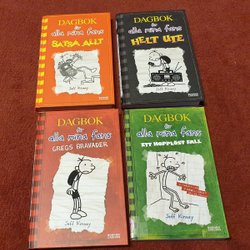 DAGBOK
för
alla mina fans
SATSA ALLT
Jeff Kinney
DAGBOK
för
alla mina fans
HELT UTE
Jeff Kinney
DAGBOK
för
alla mina fans
GREGS BRAVADER
Jeff Kinney
DAGBOK
för
alla mina fans
ETT HOPPLÖST FALL
Jeff Kinney